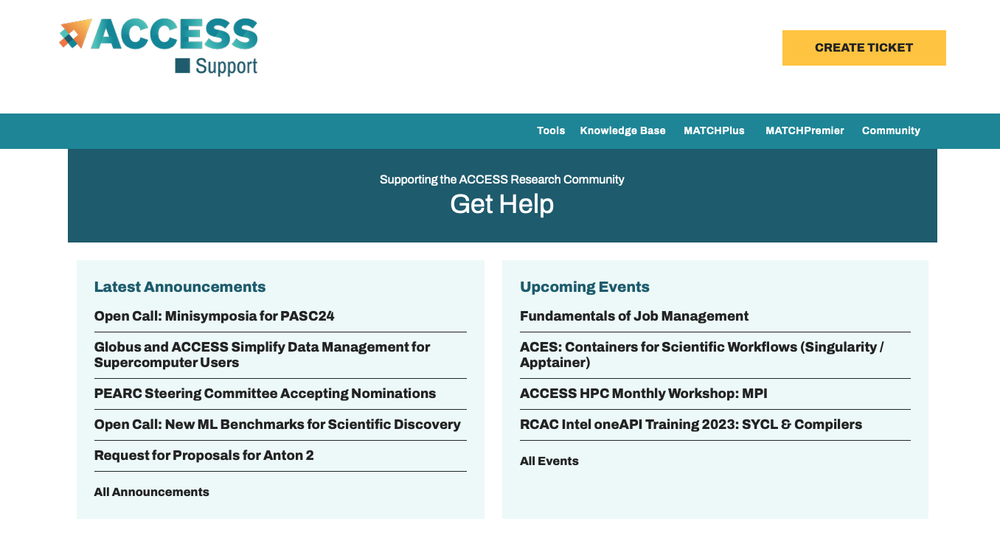 ACCESS
Support
CREATE TICKET
Tools Knowledge Base MATCHPlus MATCHPremier Community
Supporting the ACCESS Research Community
Get Help
Latest Announcements
Open Call: Minisymposia for PASC24
Globus and ACCESS Simplify Data Management for
Supercomputer Users
PEARC Steering Committee Accepting Nominations
Open Call: New ML Benchmarks for Scientific Discovery
Request for Proposals for Anton 2
All Announcements
Upcoming Events
Fundamentals of Job Management
ACES: Containers for Scientific Workflows (Singularity /
Apptainer)
ACCESS HPC Monthly Workshop: MPI
RCAC Intel oneAPI Training 2023: SYCL & Compilers
All Events